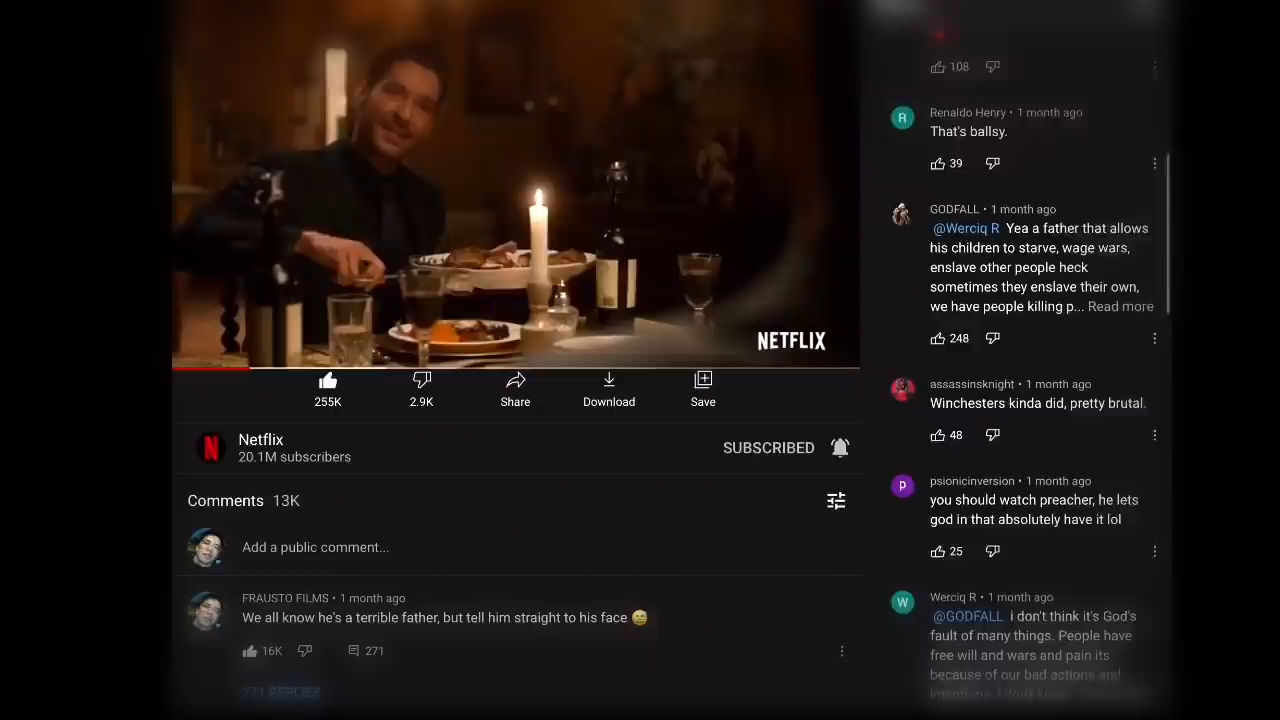 NETFLIX
255K
2.9K
Share
Download
Save
Netflix
20.1M subscribers
SUBSCRIBED
Comments 13K
Add a public comment...
FRAUSTO FILMS • 1 month ago
We all know he's a terrible father, but tell him straight to his face 😅
16K
271
271 REPLIES
108
R
Renaldo Henry • 1 month ago
That's ballsy.
39
GODFALL • 1 month ago
@Werciq R Yea a father that allows
his children to starve, wage wars,
enslave other people heck
sometimes they enslave their own,
we have people killing p... Read more
248
assassinsknight • 1 month ago
Winchesters kinda did, pretty brutal.
48
p
psionicinversion • 1 month ago
you should watch preacher, he lets
god in that absolutely have it lol
25
W
Werciq R • 1 month ago
@GODFALL i don't think it's God's
fault of many things. People have
free will and wars and pain its
because of our bad actions and